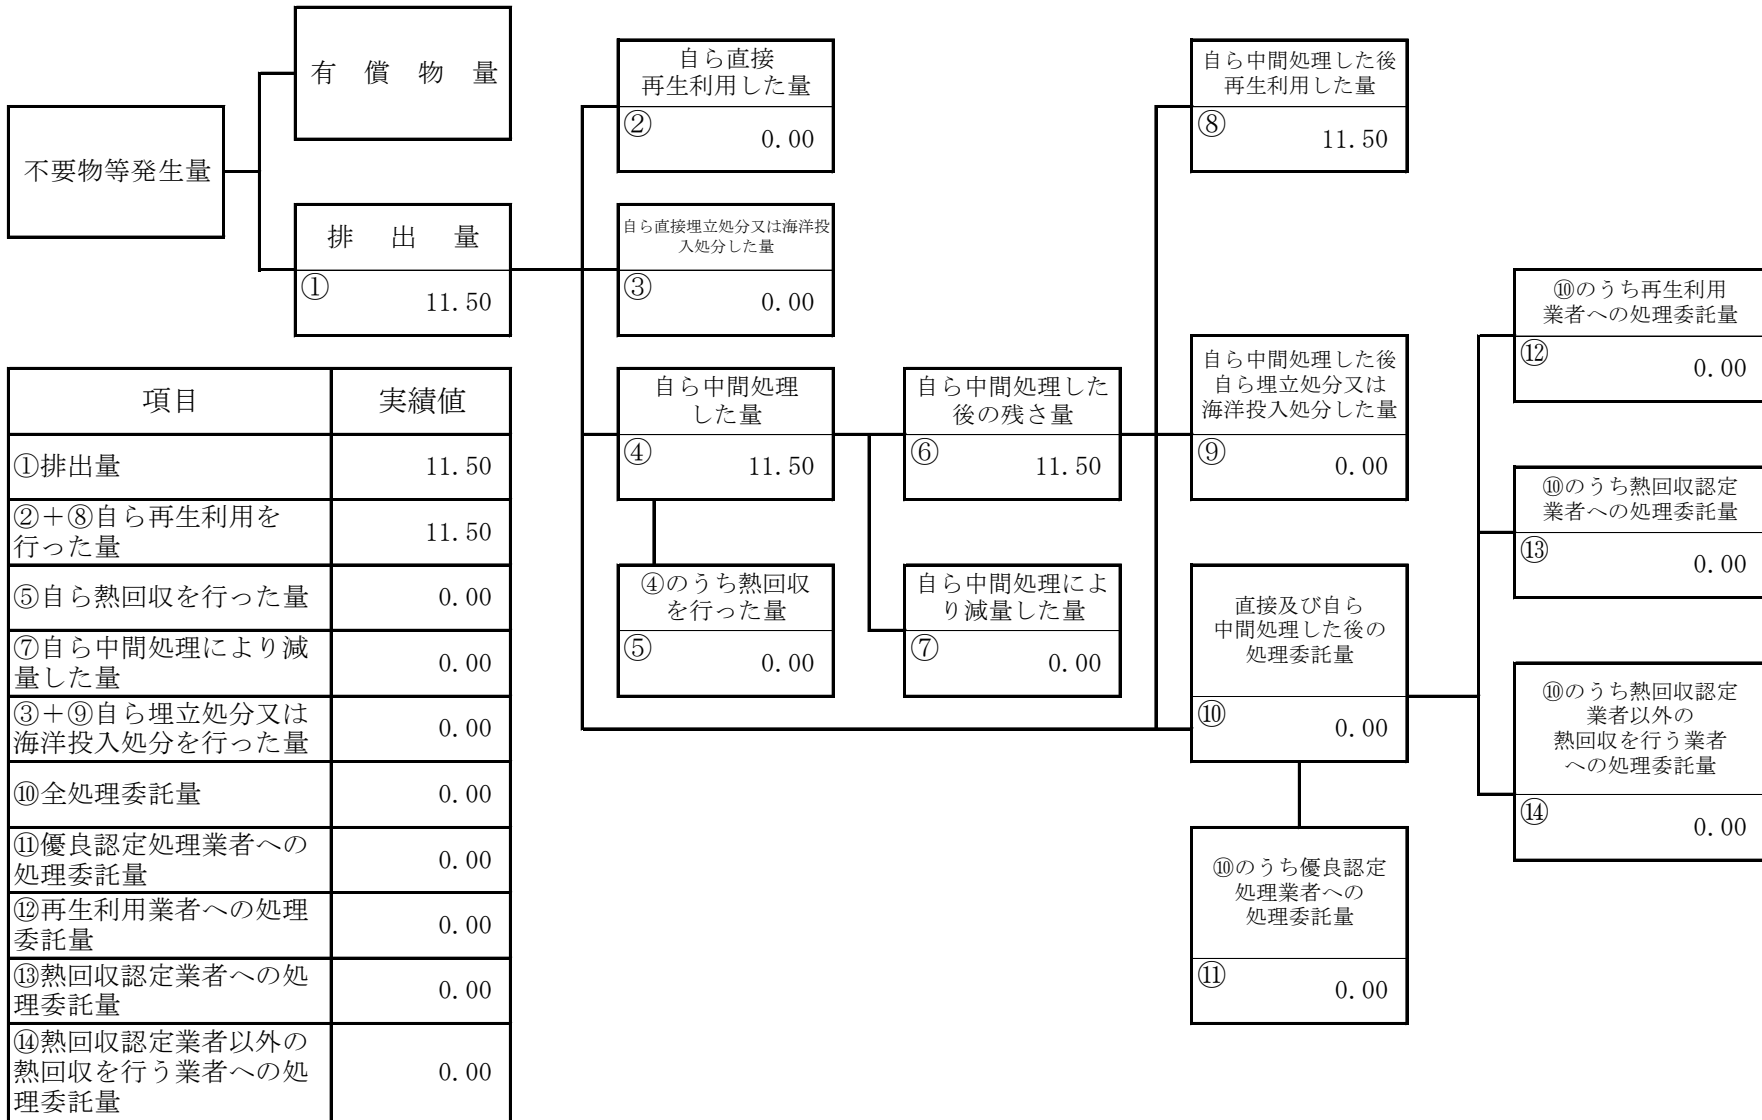 不要物等発生量
有　償　物　量
排　出　量
① 11.50
自ら直接
再生利用した量
② 0.00
自ら直接埋立処分又は海洋投
入処分した量
③ 0.00
自ら中間処理
した量
④ 11.50
④のうち熱回収
を行った量
⑤ 0.00
自ら中間処理した
後の残さ量
⑥ 11.50
自ら中間処理によ
り減量した量
⑦ 0.00
自ら中間処理した後
再生利用した量
⑧ 11.50
自ら中間処理した後
自ら埋立処分又は
海洋投入処分した量
⑨ 0.00
直接及び自ら
中間処理した後の
処理委託量
⑩ 0.00
⑩のうち優良認定
処理業者への
処理委託量
⑪ 0.00
⑩のうち再生利用
業者への処理委託量
⑫ 0.00
⑩のうち熱回収認定
業者への処理委託量
⑬ 0.00
⑩のうち熱回収認定
業者以外の
熱回収を行う業者
への処理委託量
⑭ 0.00
項目 実績値
①排出量 11.50
②＋⑧自ら再生利用を
行った量 11.50
⑤自ら熱回収を行った量 0.00
⑦自ら中間処理により減
量した量 0.00
③＋⑨自ら埋立処分又は
海洋投入処分を行った量 0.00
⑩全処理委託量 0.00
⑪優良認定処理業者への
処理委託量 0.00
⑫再生利用業者への処理
委託量 0.00
⑬熱回収認定業者への処
理委託量 0.00
⑭熱回収認定業者以外の
熱回収を行う業者への処
理委託量 0.00